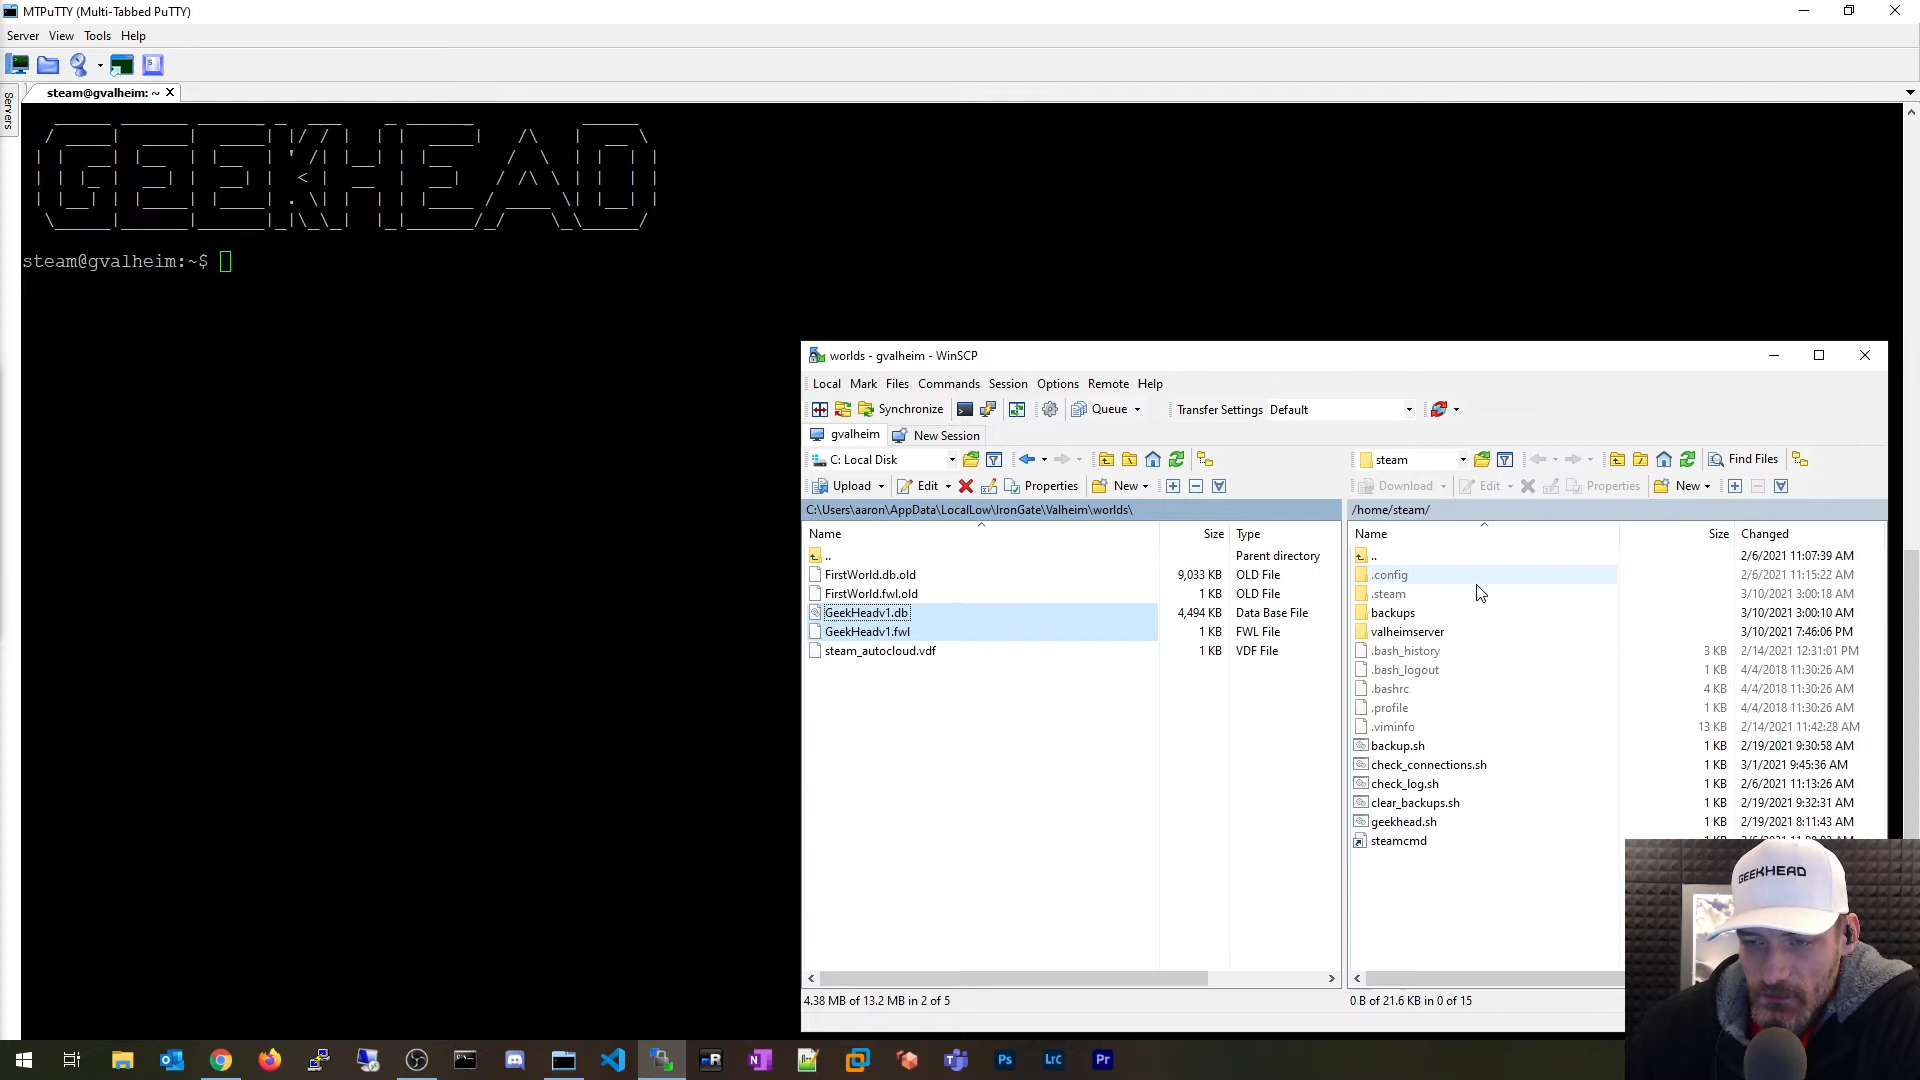 MTPuTTY (Multi-Tabbed PuTTY)
Server View Tools Help
Servers
steam@gvalheim: ~
GEEKHEAD
steam@gvalheim:~$
worlds - gvalheim - WinSCP
Local Mark Files Commands Session Options Remote Help
Synchronize Queue Transfer Settings Default
gvalheim New Session
C: Local Disk
steam Find Files
Upload Edit Properties New
Download Edit Properties New
C:\Users\aaron\AppData\LocalLow\IronGate\Valheim\worlds\
Name Size Type
.. Parent directory
FirstWorld.db.old 9,033 KB OLD File
FirstWorld.fwl.old 1 KB OLD File
GeekHeadv1.db 4,494 KB Data Base File
GeekHeadv1.fwl 1 KB FWL File
steam_autocloud.vdf 1 KB VDF File
4.38 MB of 13.2 MB in 2 of 5
/home/steam/
Name Size Changed
.. 2/6/2021 11:07:39 AM
.config 2/6/2021 11:15:22 AM
.steam 3/10/2021 3:00:18 AM
backups 3/10/2021 3:00:10 AM
valheimserver 3/10/2021 7:46:06 PM
.bash_history 3 KB 2/14/2021 12:31:01 PM
.bash_logout 1 KB 4/4/2018 11:30:26 AM
.bashrc 4 KB 4/4/2018 11:30:26 AM
.profile 1 KB 4/4/2018 11:30:26 AM
.viminfo 13 KB 2/14/2021 11:42:28 AM
backup.sh 1 KB 2/19/2021 9:30:58 AM
check_connections.sh 1 KB 3/1/2021 9:45:36 AM
check_log.sh 1 KB 2/6/2021 11:13:26 AM
clear_backups.sh 1 KB 2/19/2021 9:32:31 AM
geekhead.sh 1 KB 2/19/2021 8:11:43 AM
steamcmd
0 B of 21.6 KB in 0 of 15
GEEKHEAD
Ps Lrc Pr